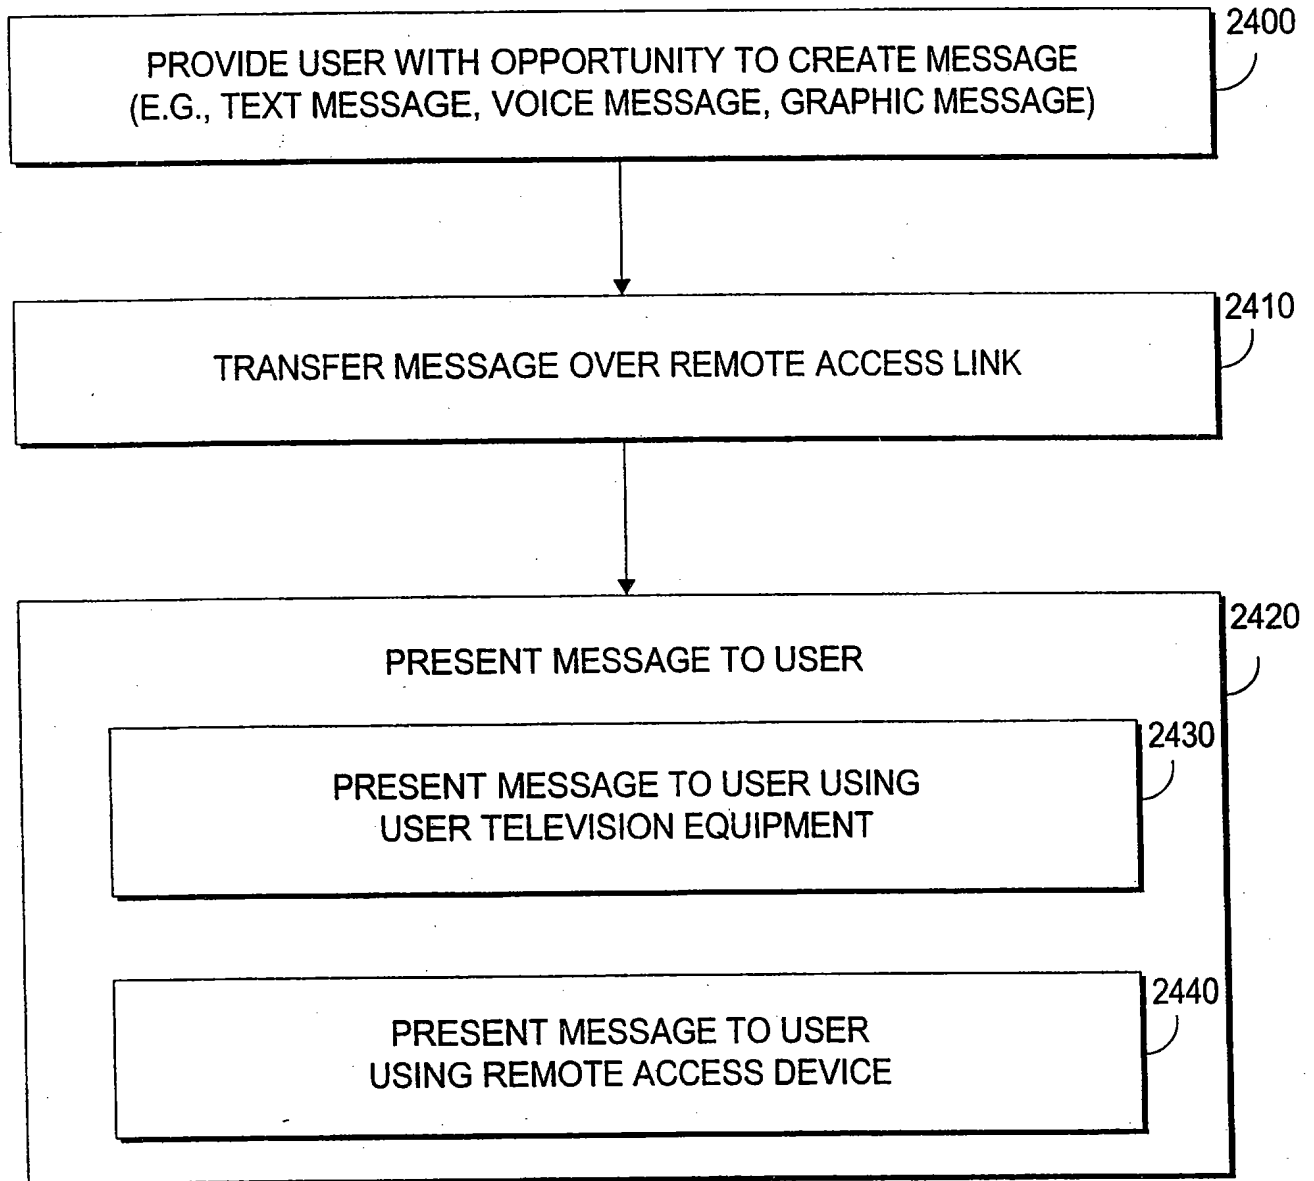 2400
PROVIDE USER WITH OPPORTUNITY TO CREATE MESSAGE
(E.G., TEXT MESSAGE, VOICE MESSAGE, GRAPHIC MESSAGE)
2410
TRANSFER MESSAGE OVER REMOTE ACCESS LINK
2420
PRESENT MESSAGE TO USER
2430
PRESENT MESSAGE TO USER USING
USER TELEVISION EQUIPMENT
2440
PRESENT MESSAGE TO USER
USING REMOTE ACCESS DEVICE